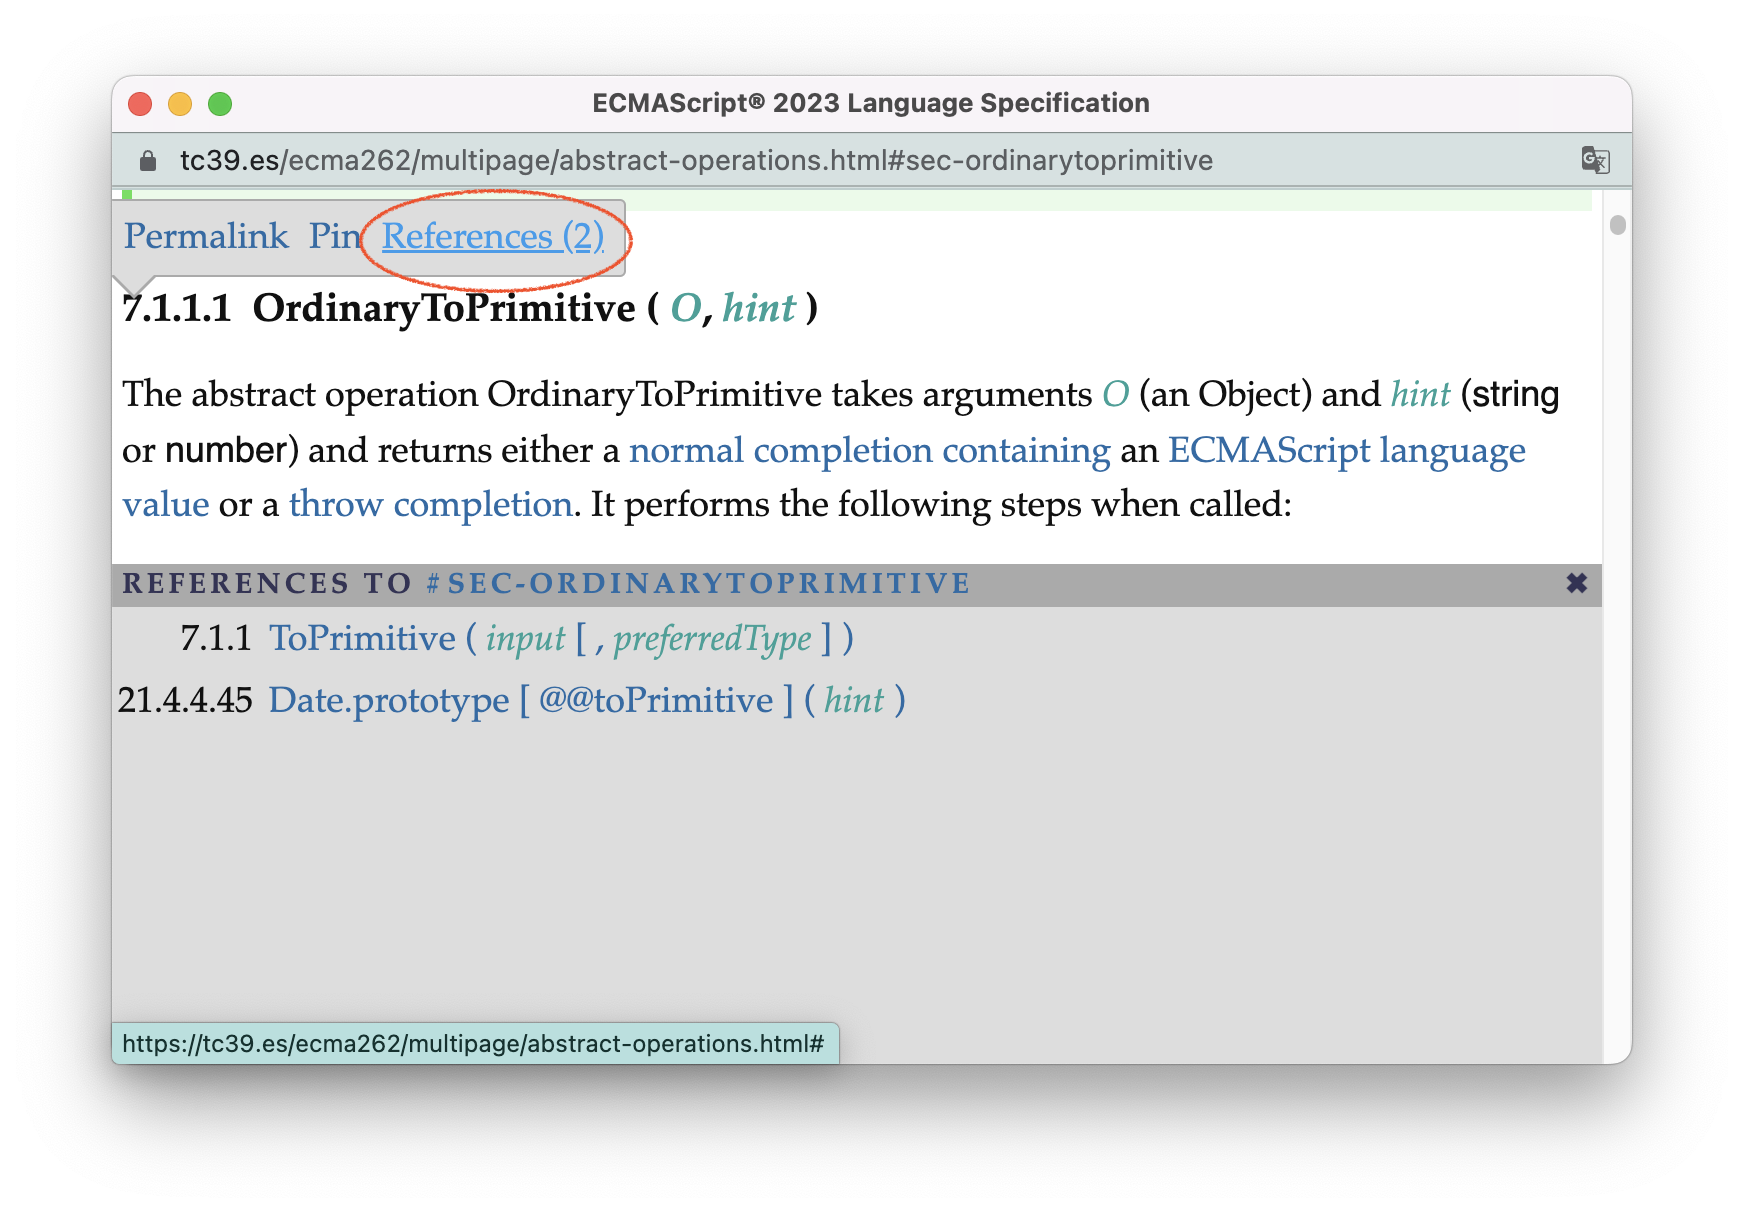 ECMAScript® 2023 Language Specification
tc39.es/ecma262/multipage/abstract-operations.html#sec-ordinarytoprimitive
Permalink Pin References (2)
7.1.1.1 OrdinaryToPrimitive ( O, hint )
The abstract operation OrdinaryToPrimitive takes arguments O (an Object) and hint (string
or number) and returns either a normal completion containing an ECMAScript language
value or a throw completion. It performs the following steps when called:
REFERENCES TO #SEC-ORDINARYTOPRIMITIVE ✖
7.1.1 ToPrimitive ( input [ , preferredType ] )
21.4.4.45 Date.prototype [ @@toPrimitive ] ( hint )
https://tc39.es/ecma262/multipage/abstract-operations.html#